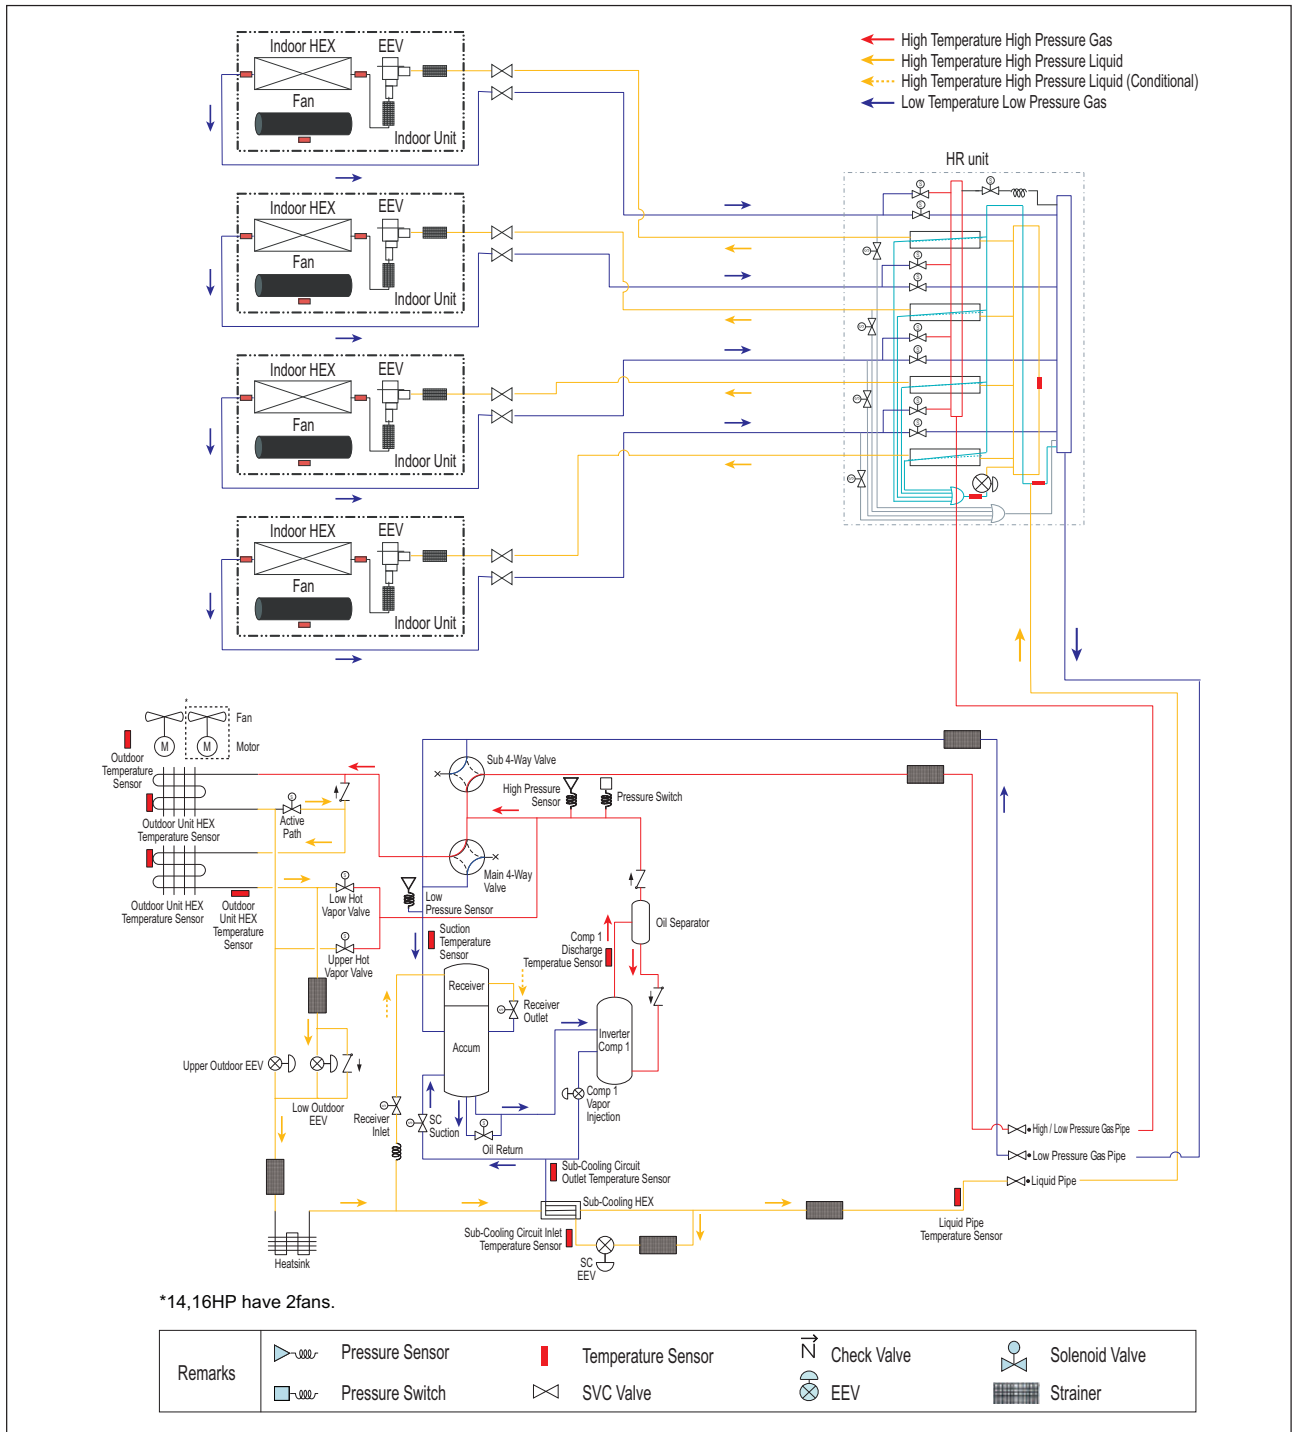 Indoor HEX
EEV
Fan
Indoor Unit
Indoor HEX
EEV
Fan
Indoor Unit
Indoor HEX
EEV
Fan
Indoor Unit
Indoor HEX
EEV
Fan
Indoor Unit
High Temperature High Pressure Gas
High Temperature High Pressure Liquid
High Temperature High Pressure Liquid (Conditional)
Low Temperature Low Pressure Gas
HR unit
*
Fan
Motor
M
M
Outdoor
Temperature
Sensor
Outdoor Unit HEX
Temperature Sensor
Active
Path
Outdoor Unit HEX
Temperature Sensor
Outdoor
Unit HEX
Temperature
Sensor
Low Hot
Vapor Valve
Upper Hot
Vapor Valve
Sub 4-Way Valve
High Pressure
Sensor
Pressure Switch
Main 4-Way
Valve
Low
Pressure Sensor
Suction
Temperature
Sensor
Comp 1
Discharge
Temperatue Sensor
Oil Separator
Receiver
Receiver
Outlet
Accum
Inverter
Comp 1
Upper Outdoor EEV
Low Outdoor
EEV
Receiver
Inlet
SC
Suction
Oil Return
Comp 1
Vapor
Injection
Sub-Cooling Circuit
Outlet Temperature Sensor
Sub-Cooling HEX
Sub-Cooling Circuit Inlet
Temperature Sensor
SC
EEV
Heatsink
High / Low Pressure Gas Pipe
Low Pressure Gas Pipe
Liquid Pipe
Liquid Pipe
Temperature Sensor
*14,16HP have 2fans.
Remarks
Pressure Sensor
Temperature Sensor
Check Valve
Solenoid Valve
Pressure Switch
SVC Valve
EEV
Strainer